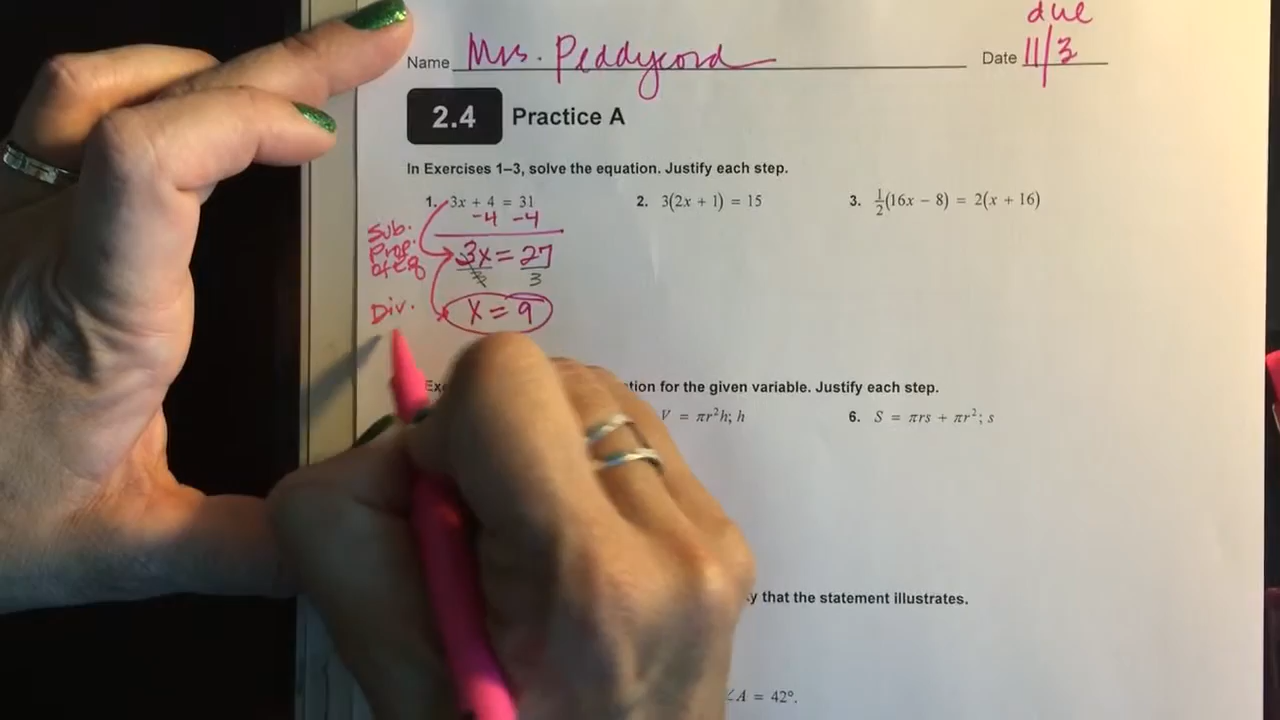 due
Name Mrs. Peddycord Date 11/3
2.4 Practice A
In Exercises 1–3, solve the equation. Justify each step.
1. 3x + 4 = 31
-4 -4
Sub.
Prop.
of eq
3x = 27
3 3
Div.
x = 9
2. 3(2x + 1) = 15
3. 1/2(16x − 8) = 2(x + 16)
for the given variable. Justify each step.
V = πr²h; h
6. S = πrs + πr²; s
that the statement illustrates.
∠A = 42°.